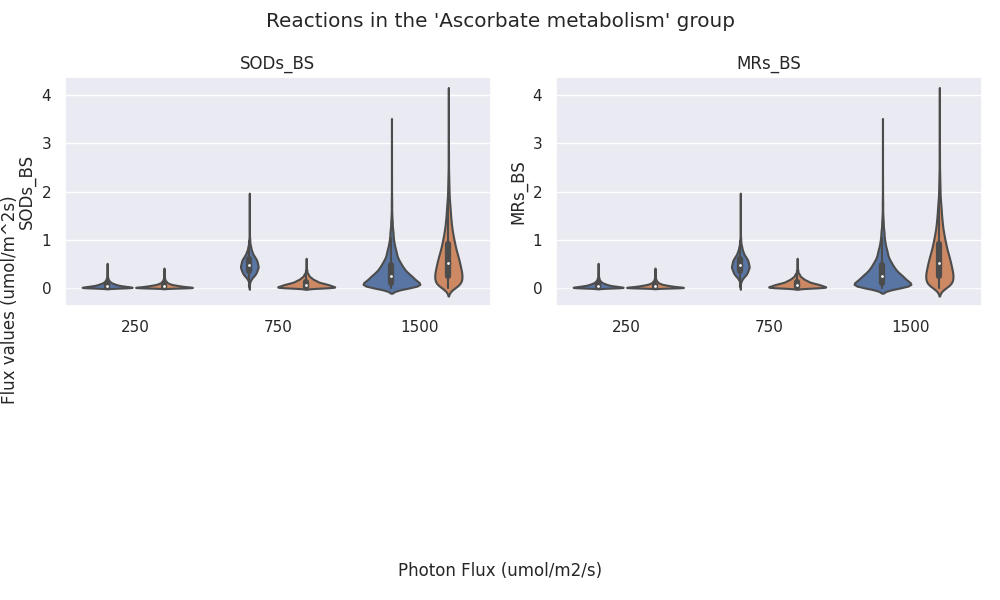 Reactions in the 'Ascorbate metabolism' group
SODs_BS
MRs_BS
4
3
2
1
0
SODs_BS
250
750
1500
4
3
2
1
0
MRs_BS
250
750
1500
Flux values (umol/m^2s)
Photon Flux (umol/m2/s)